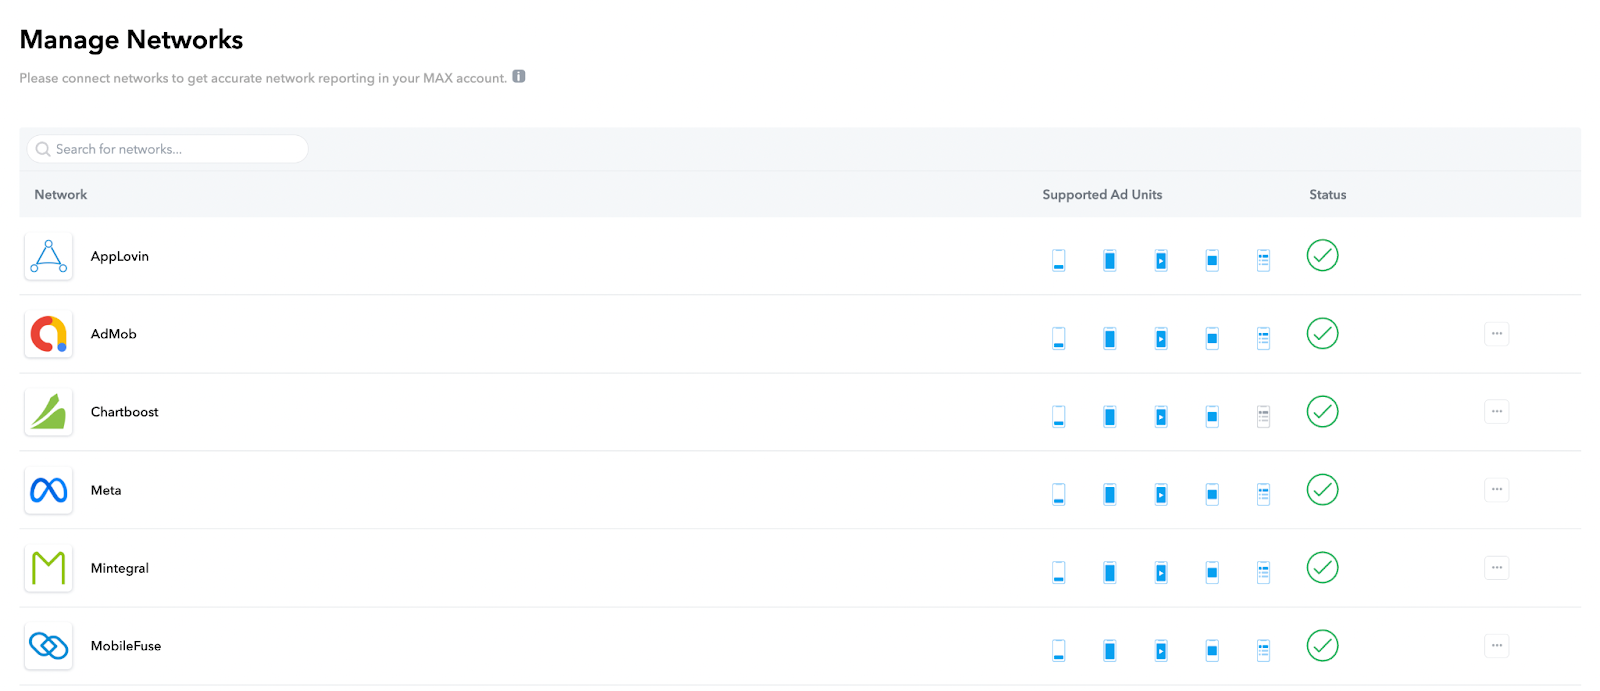 Manage Networks
Please connect networks to get accurate network reporting in your MAX account.
Search for networks...
Network Supported Ad Units Status
AppLovin
AdMob
Chartboost
Meta
Mintegral
MobileFuse